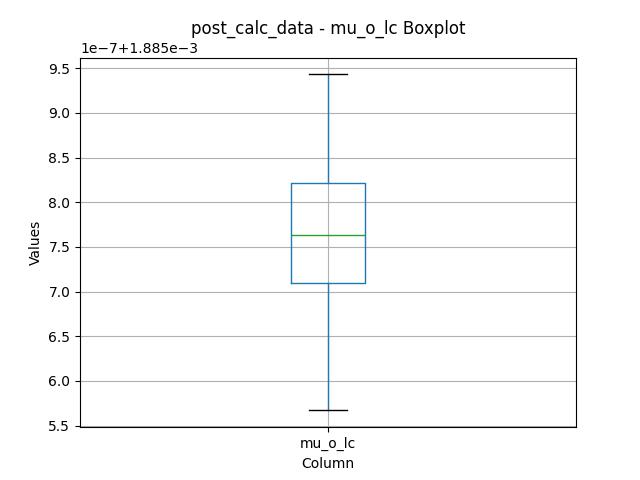 post_calc_data - mu_o_lc Boxplot
1e−7+1.885e−3
9.5
9.0
8.5
8.0
7.5
7.0
6.5
6.0
5.5
Values
mu_o_lc
Column